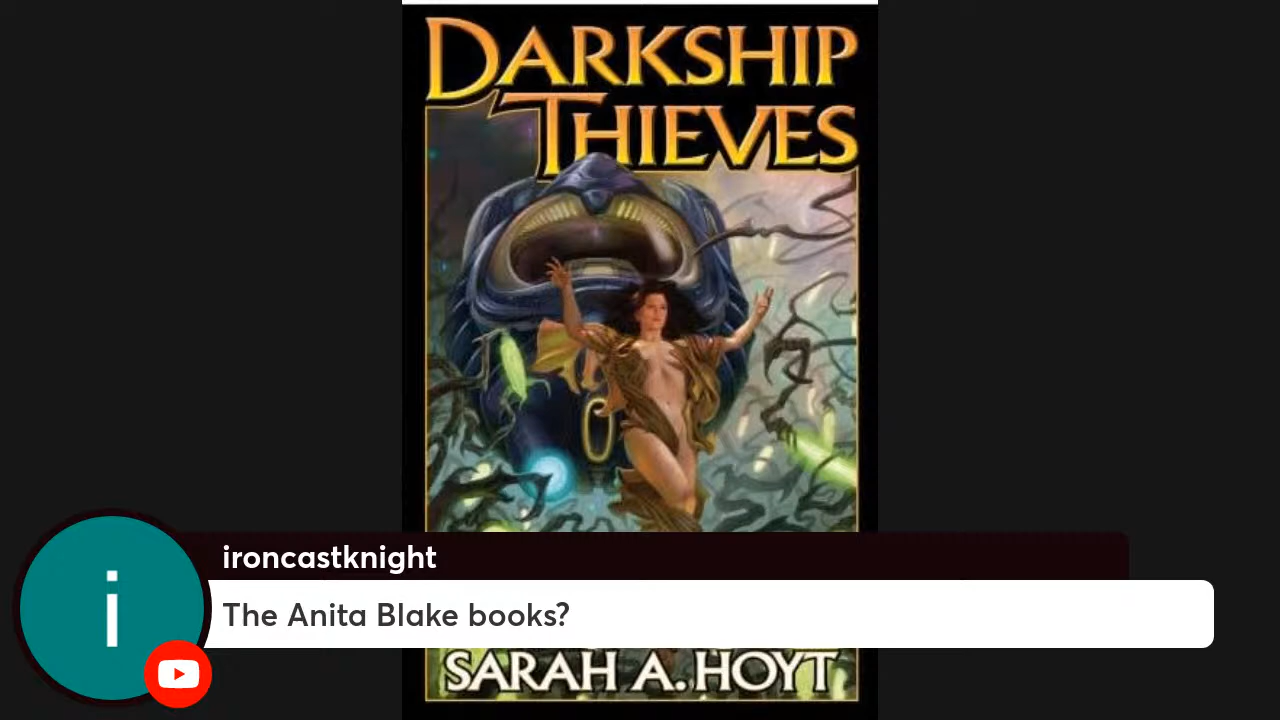 DARKSHIP
THIEVES
i
ironcastknight
The Anita Blake books?
SARAH A. HOYT